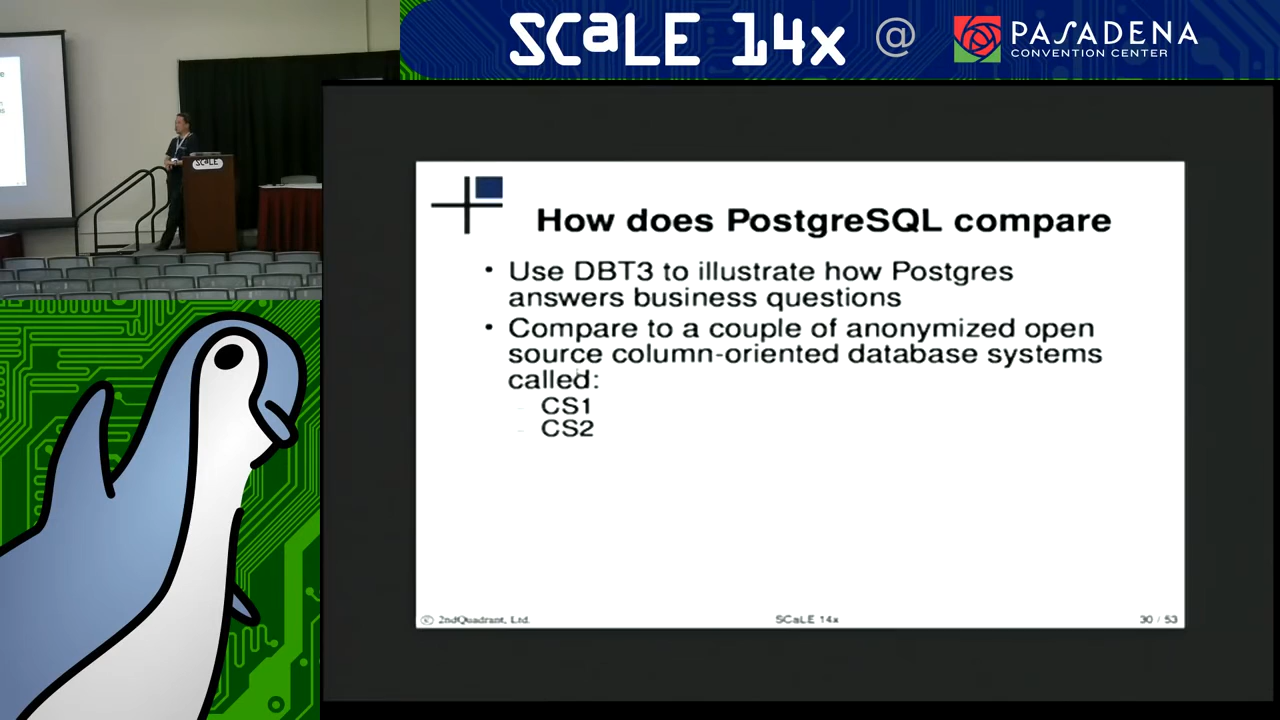 SCALE 14x @ PASADENA
CONVENTION CENTER
SCALE
How does PostgreSQL compare
• Use DBT3 to illustrate how Postgres
answers business questions
• Compare to a couple of anonymized open
source column-oriented database systems
called:
– CS1
– CS2
© 2ndQuadrant, Ltd.
SCaLE 14x
30 / 53